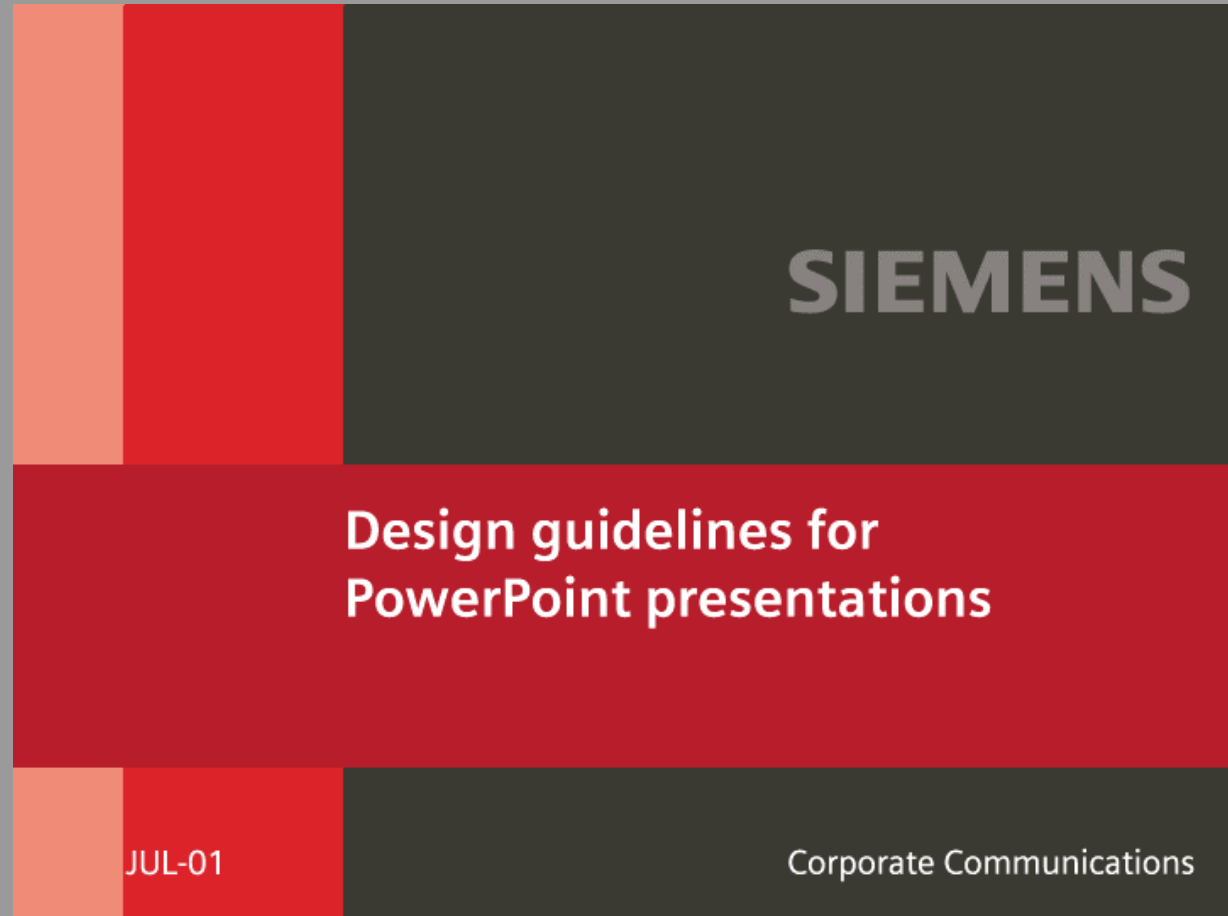 SIEMENS
Design guidelines for
PowerPoint presentations
JUL-01
Corporate Communications